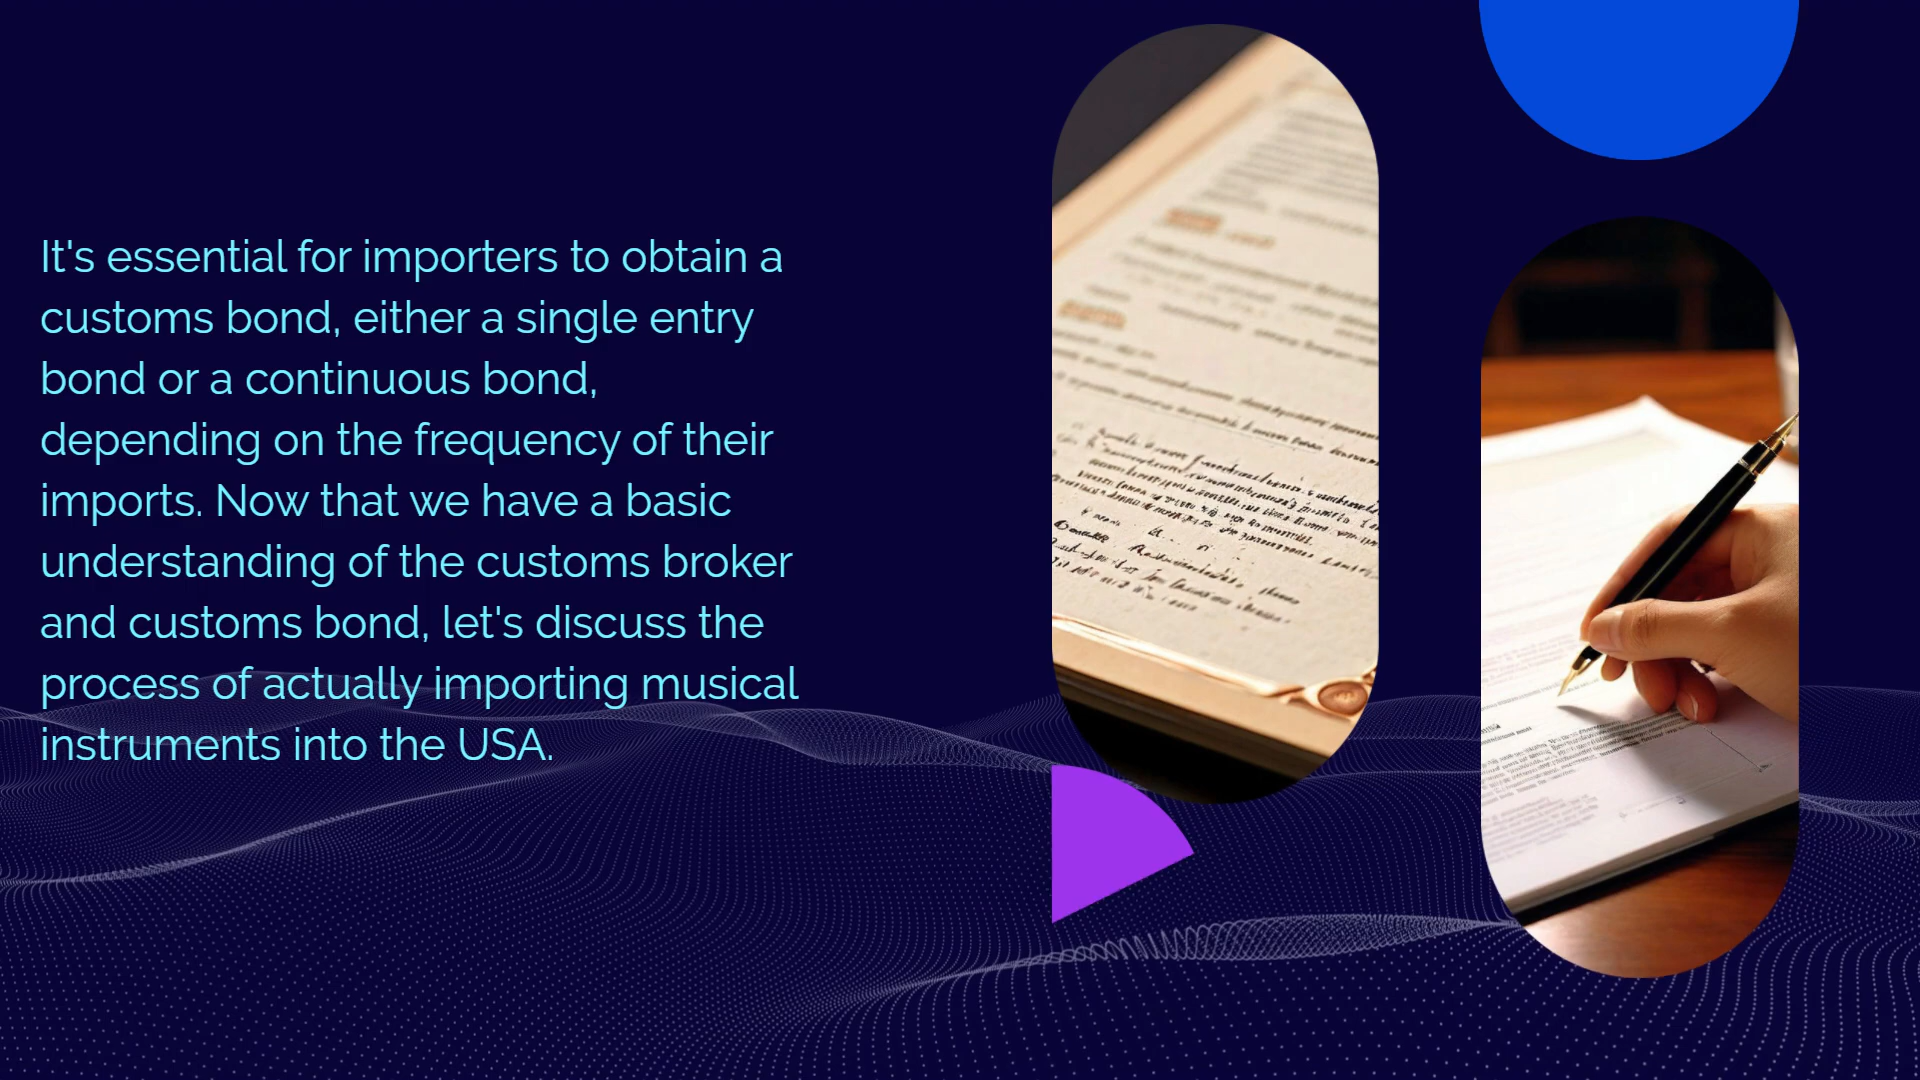 It's essential for importers to obtain a
customs bond, either a single entry
bond or a continuous bond,
depending on the frequency of their
imports. Now that we have a basic
understanding of the customs broker
and customs bond, let's discuss the
process of actually importing musical
instruments into the USA.